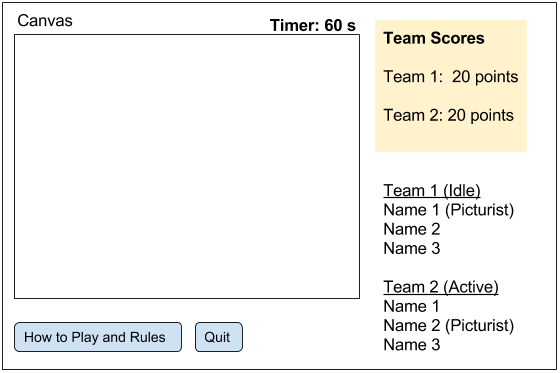 Canvas
Timer: 60 s
Team Scores
Team 1: 20 points
Team 2: 20 points
Team 1 (Idle)
Name 1 (Picturist)
Name 2
Name 3
Team 2 (Active)
Name 1
Name 2 (Picturist)
Name 3
How to Play and Rules
Quit